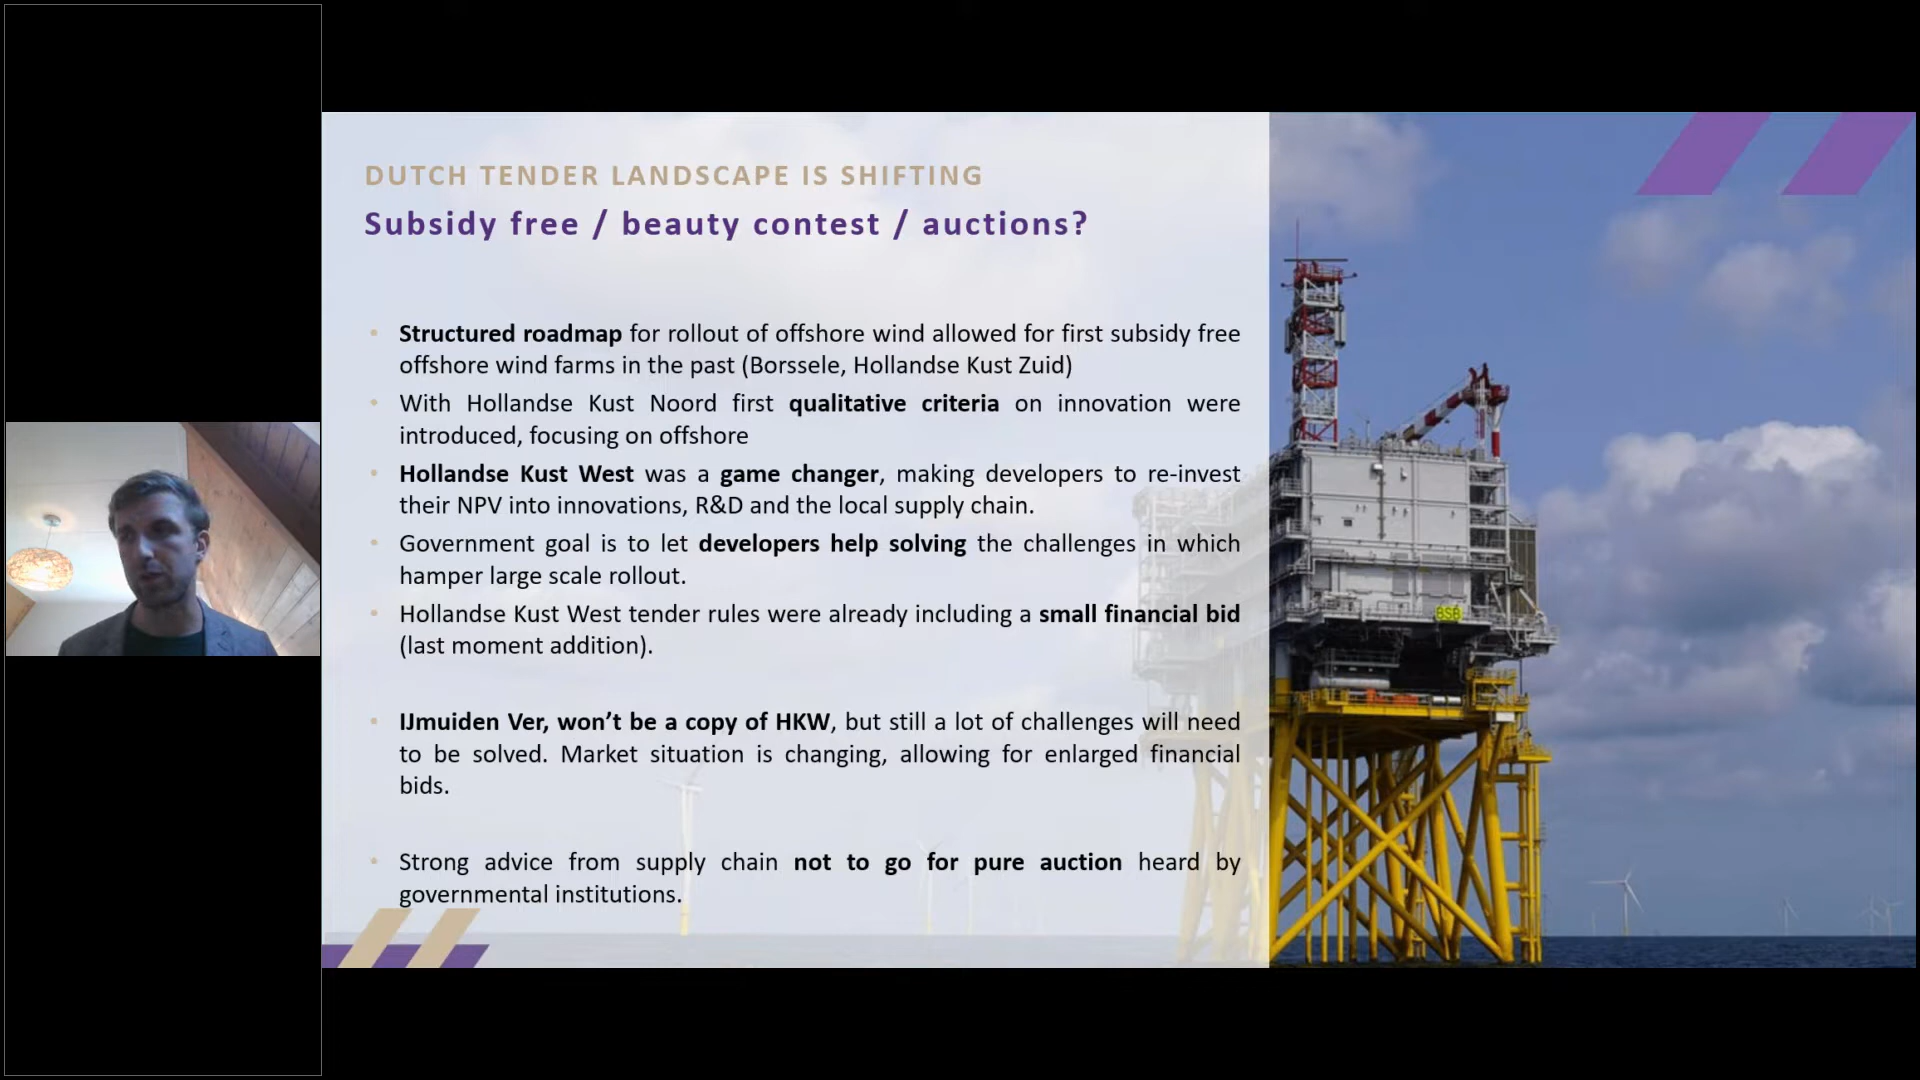 DUTCH TENDER LANDSCAPE IS SHIFTING
Subsidy free / beauty contest / auctions?
• Structured roadmap for rollout of offshore wind allowed for first subsidy free
offshore wind farms in the past (Borssele, Hollandse Kust Zuid)
• With Hollandse Kust Noord first qualitative criteria on innovation were
introduced, focusing on offshore
• Hollandse Kust West was a game changer, making developers to re-invest
their NPV into innovations, R&D and the local supply chain.
• Government goal is to let developers help solving the challenges in which
hamper large scale rollout.
• Hollandse Kust West tender rules were already including a small financial bid
(last moment addition).
• IJmuiden Ver, won’t be a copy of HKW, but still a lot of challenges will need
to be solved. Market situation is changing, allowing for enlarged financial
bids.
• Strong advice from supply chain not to go for pure auction heard by
governmental institutions.
BSB